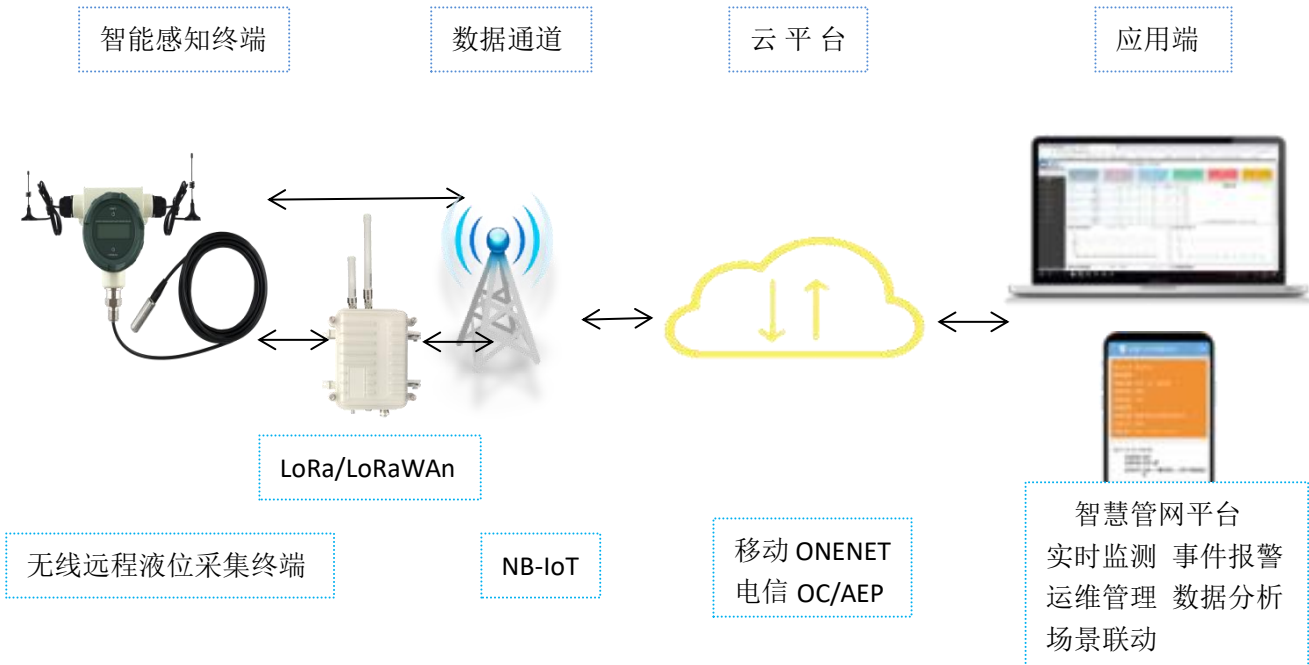 智能感知终端
数据通道
云 平 台
应用端
LoRa/LoRaWAn
无线远程液位采集终端
NB-IoT
移动 ONENET
电信 OC/AEP
智慧管网平台
实时监测 事件报警
运维管理 数据分析
场景联动